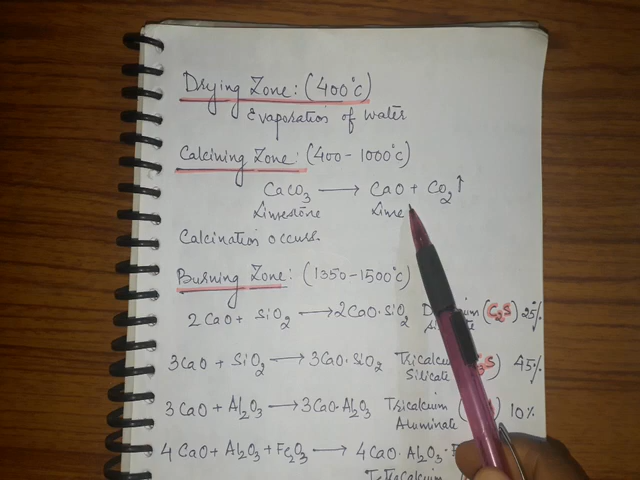 Drying Zone: (400°C)
Evaporation of Water
Calcining Zone: (400-1000°C)
CaCO3 → CaO + CO2 ↑
Limestone Lime
Calcination occurs.
Burning Zone: (1350-1500°C)
2CaO + SiO2 → 2CaO·SiO2 (C2S) 25%
3CaO + SiO2 → 3CaO·SiO2 Tricalcium S) 45%
Silicate
3CaO + Al2O3 → 3CaO·Al2O3 Tricalcium 10%
Aluminate
4CaO + Al2O3 + Fe2O3 → 4CaO·Al2O3·